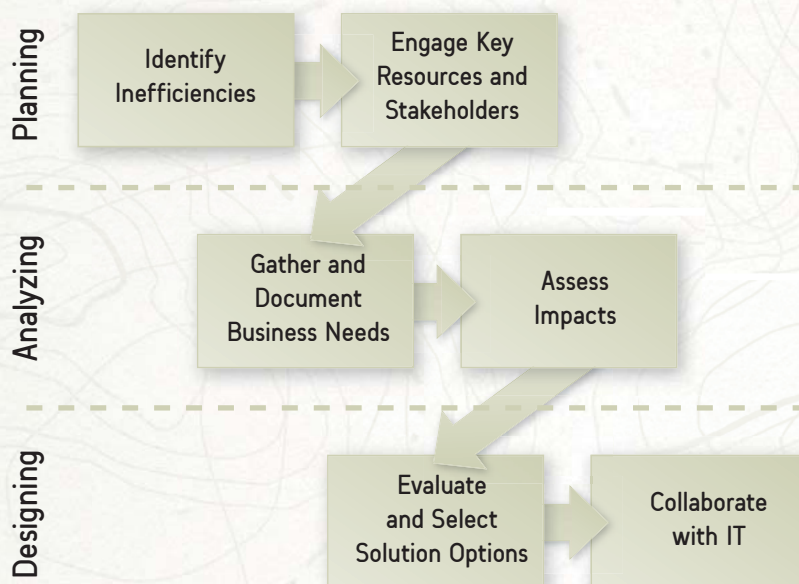 Planning
Identify
Inefficiencies
Engage Key
Resources and
Stakeholders
Analyzing
Gather and
Document
Business Needs
Assess
Impacts
Designing
Evaluate
and Select
Solution Options
Collaborate
with IT